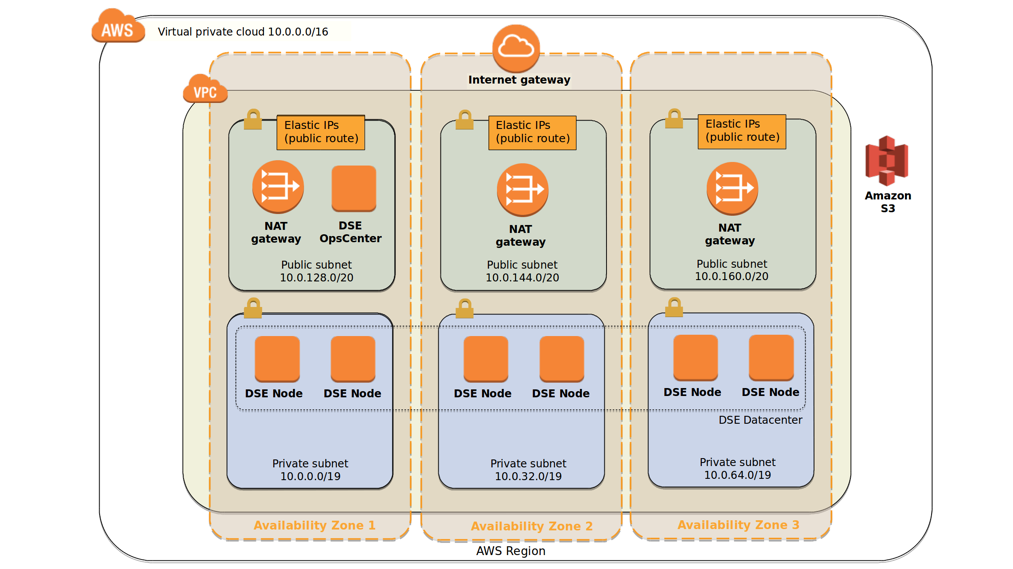 AWS
Virtual private cloud 10.0.0.0/16
Internet gateway
VPC
Elastic IPs
(public route)
NAT
gateway
DSE
OpsCenter
Public subnet
10.0.128.0/20
Elastic IPs
(public route)
NAT
gateway
Public subnet
10.0.144.0/20
Elastic IPs
(public route)
NAT
gateway
Public subnet
10.0.160.0/20
Amazon
S3
DSE Node
DSE Node
Private subnet
10.0.0.0/19
DSE Node
DSE Node
Private subnet
10.0.32.0/19
DSE Node
DSE Node
DSE Datacenter
Private subnet
10.0.64.0/19
Availability Zone 1
Availability Zone 2
Availability Zone 3
AWS Region